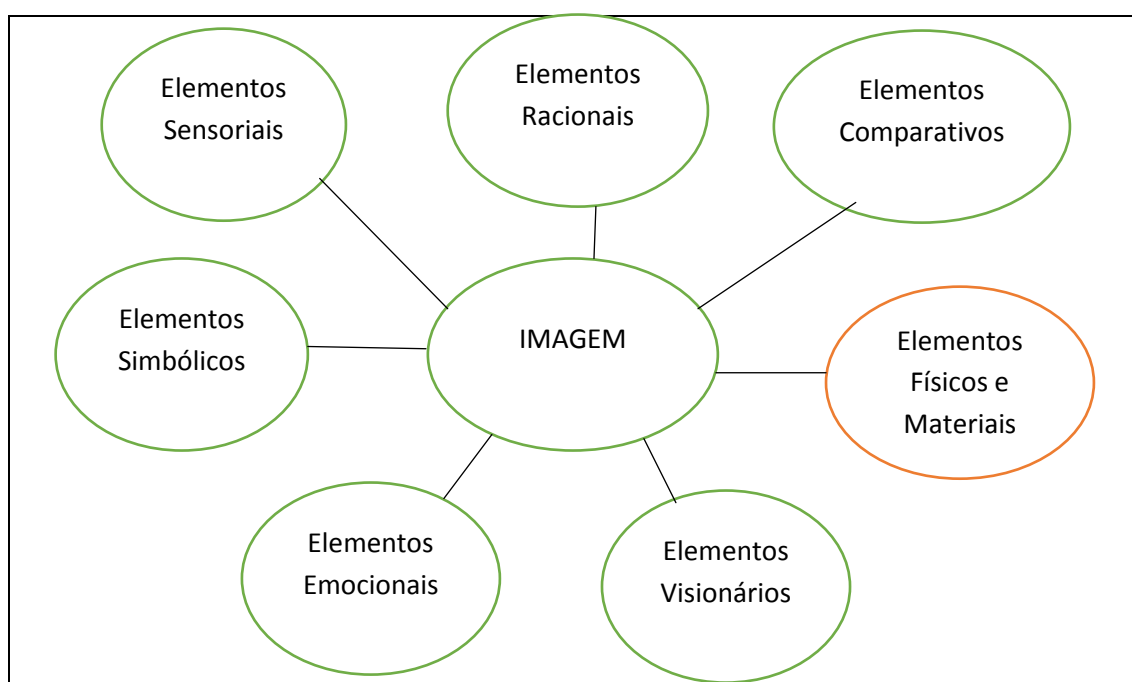 Elementos
Sensoriais
Elementos
Racionais
Elementos
Comparativos
Elementos
Simbólicos
IMAGEM
Elementos
Físicos e
Materiais
Elementos
Emocionais
Elementos
Visionários